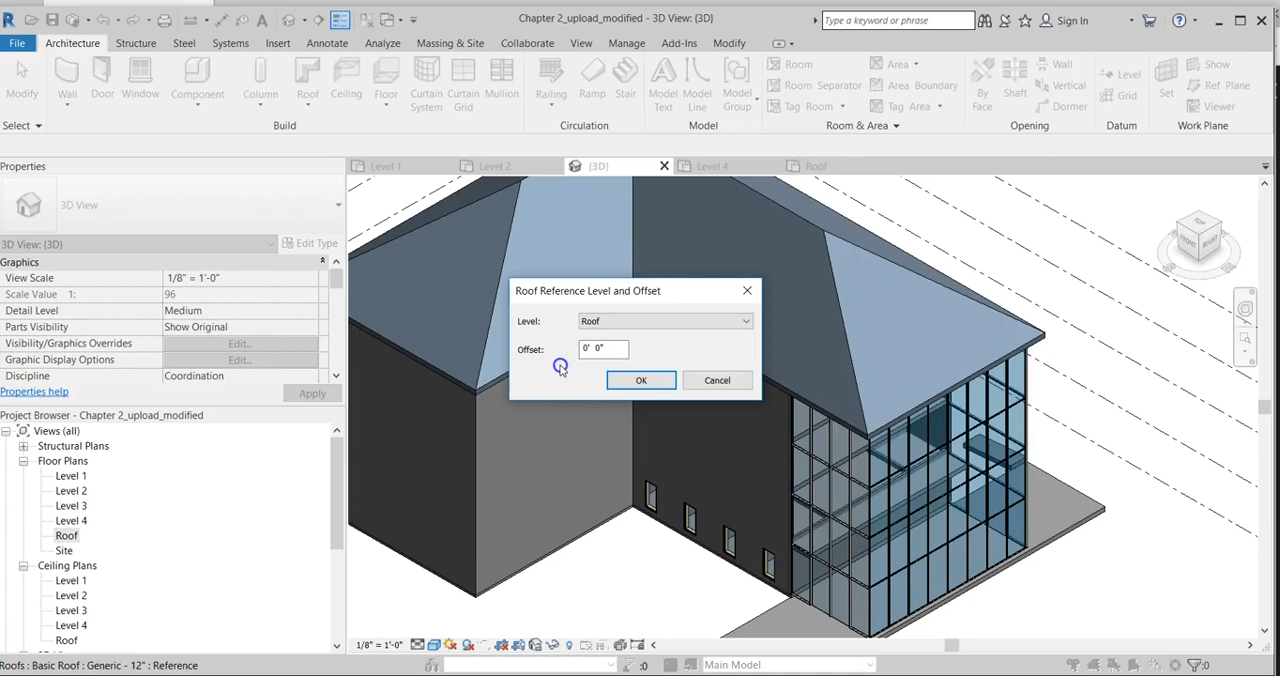 Chapter 2_upload_modified - 3D View: {3D}
Type a keyword or phrase
Sign In
File Architecture Structure Steel Systems Insert Annotate Analyze Massing & Site Collaborate View Manage Add-Ins Modify
Modify Wall Door Window Component Column Roof Ceiling Floor Curtain System Curtain Grid Mullion Railing Ramp Stair Model Text Model Line Model Group
Room Area Wall Level Show
Room Separator Area Boundary By Face Shaft Vertical Grid Set Ref Plane
Tag Room Tag Area Dormer Viewer
Select Build Circulation Model Room & Area Opening Datum Work Plane
Properties
Level 1 Level 2 {3D} Level 4 Roof
3D View
3D View: {3D} Edit Type
Graphics
View Scale 1/8" = 1'-0"
Scale Value 1: 96
Detail Level Medium
Parts Visibility Show Original
Visibility/Graphics Overrides Edit...
Graphic Display Options Edit...
Discipline Coordination
Properties help Apply
Project Browser - Chapter 2_upload_modified
Views (all)
Structural Plans
Floor Plans
Level 1
Level 2
Level 3
Level 4
Roof
Site
Ceiling Plans
Level 1
Level 2
Level 3
Level 4
Roof
Roof Reference Level and Offset
Level: Roof
Offset: 0' 0"
OK Cancel
TOP
FRONT RIGHT
1/8" = 1'-0"
Roofs : Basic Roof : Generic - 12" : Reference
:0 Main Model :0